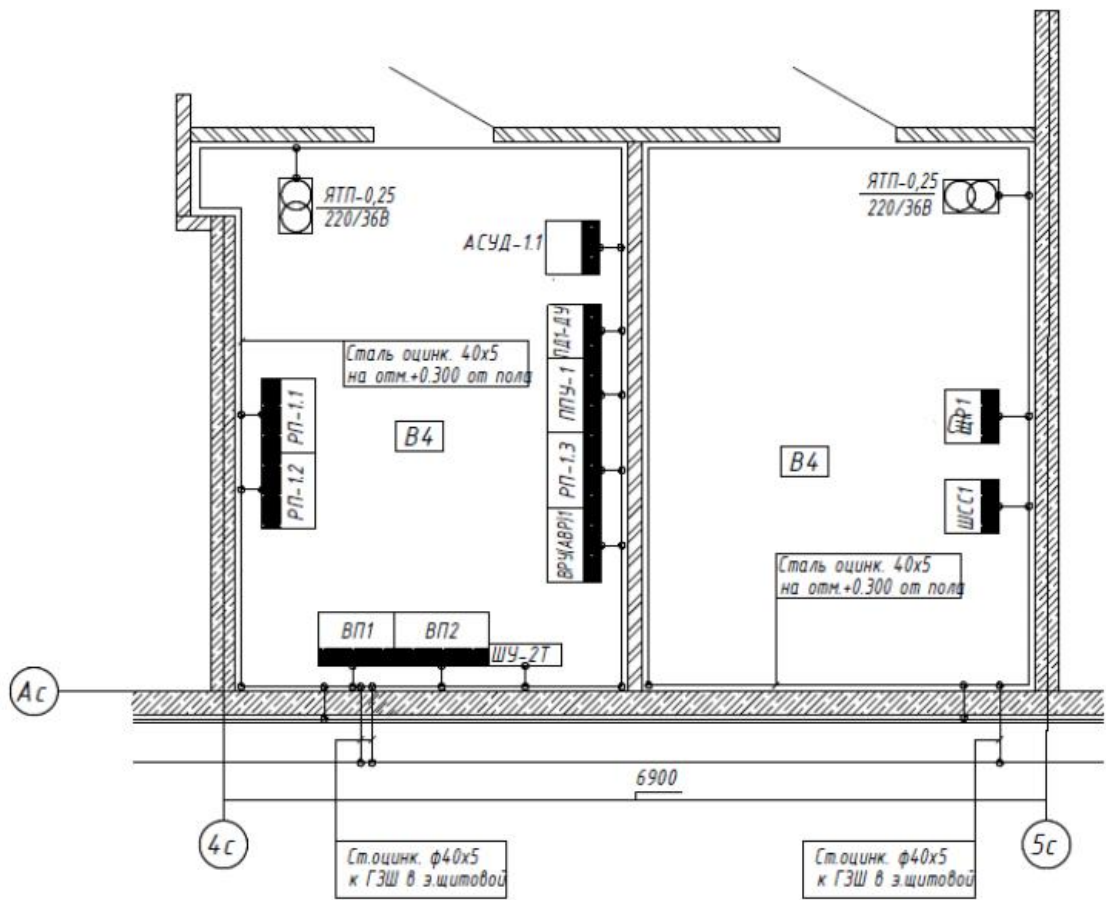 ЯТП-0,25
220/36В
ЯТП-0,25
220/36В
АСУД-1.1
ПД1-ДУ
ППУ-1
РП-1.3
ВРУ(АВР)1
Сталь оцинк. 40х5
на отм.+0.300 от пола
РП-1.1
РП-1.2
В4
В4
ЩР1
ШСС1
Сталь оцинк. 40х5
на отм.+0.300 от пола
ВП1
ВП2
ШУ-2Т
Ас
6900
4с
5с
Ст.оцинк. ф40х5
к ГЗШ в э.щитовой
Ст.оцинк. ф40х5
к ГЗШ в э.щитовой